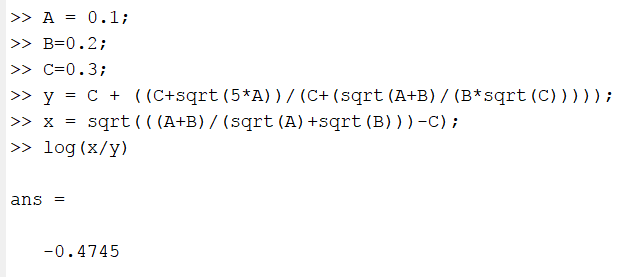 >> A = 0.1;
>> B=0.2;
>> C=0.3;
>> y = C + ((C+sqrt(5*A))/(C+(sqrt(A+B)/(B*sqrt(C)))));
>> x = sqrt(((A+B)/(sqrt(A)+sqrt(B)))-C);
>> log(x/y)
ans =
-0.4745